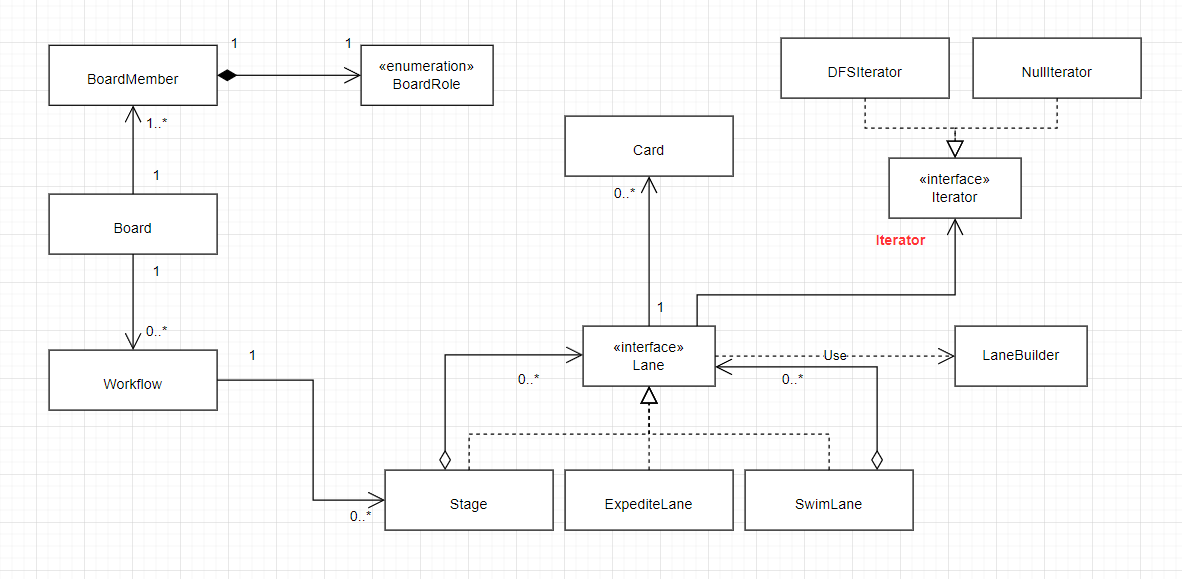 1
1
BoardMember
«enumeration»
BoardRole
DFSIterator
NullIterator
1..*
Card
1
0..*
«interface»
Iterator
Board
Iterator
1
1
0..*
1
«interface»
Lane
Use
LaneBuilder
Workflow
0..*
0..*
Stage
ExpediteLane
SwimLane
0..*